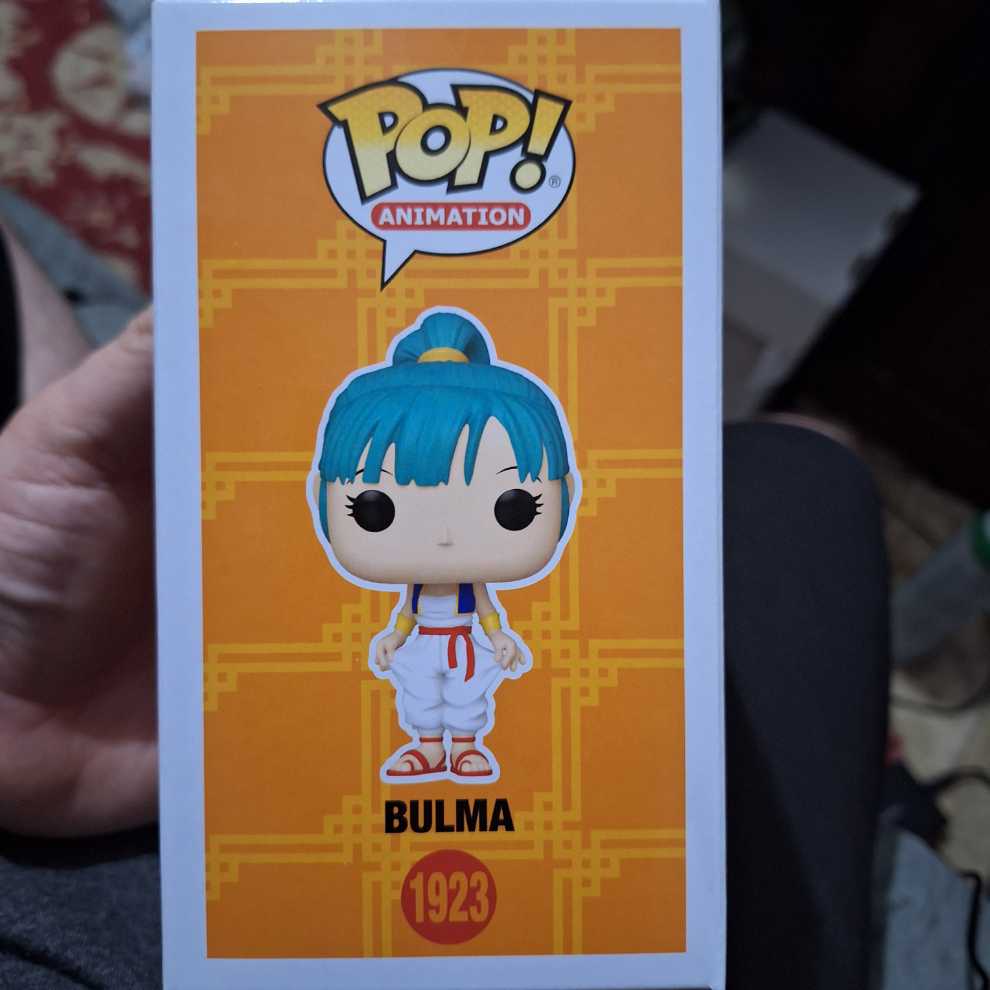 POP!
®
ANIMATION
BULMA
1923